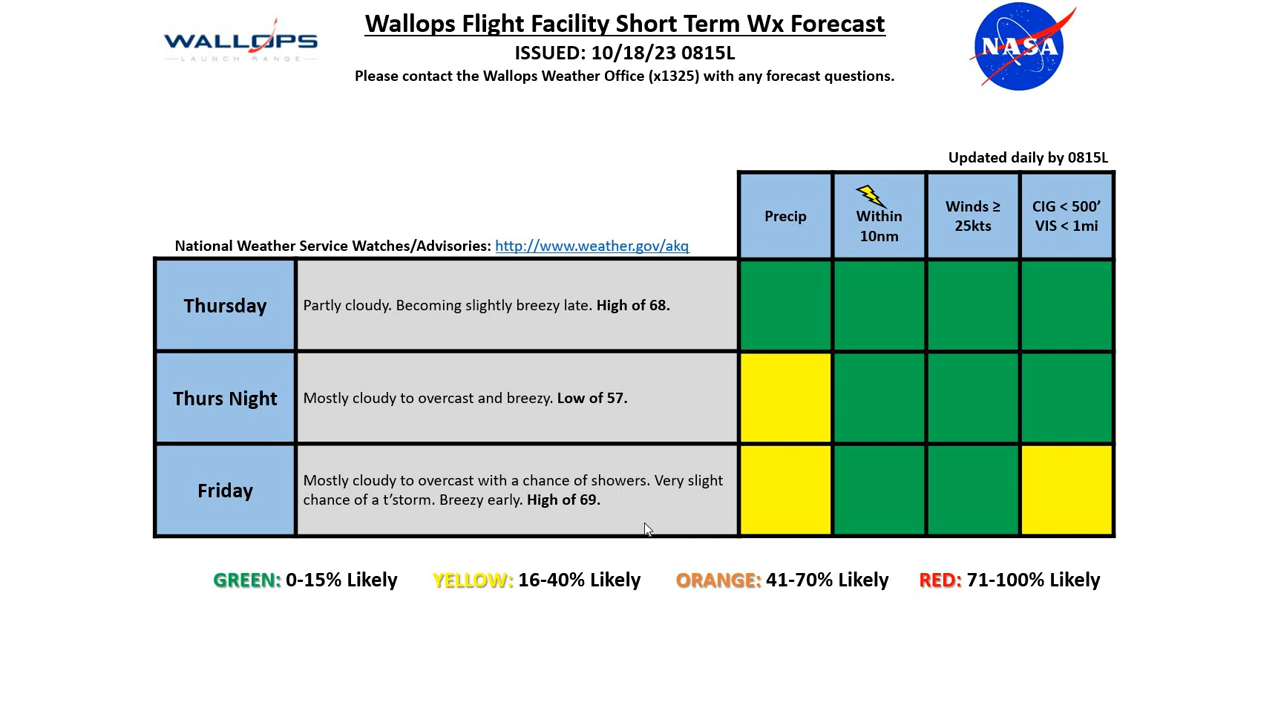 Wallops Flight Facility Short Term Wx Forecast
WALLOPS
LAUNCH RANGE
ISSUED: 10/18/23 0815L
NASA
Please contact the Wallops Weather Office (x1325) with any forecast questions.
Updated daily by 0815L
Precip
Within
10nm
Winds ≥
25kts
CIG < 500’
VIS < 1mi
National Weather Service Watches/Advisories: http://www.weather.gov/akq
Thursday
Partly cloudy. Becoming slightly breezy late. High of 68.
Thurs Night
Mostly cloudy to overcast and breezy. Low of 57.
Friday
Mostly cloudy to overcast with a chance of showers. Very slight
chance of a t’storm. Breezy early. High of 69.
GREEN: 0-15% Likely YELLOW: 16-40% Likely ORANGE: 41-70% Likely RED: 71-100% Likely